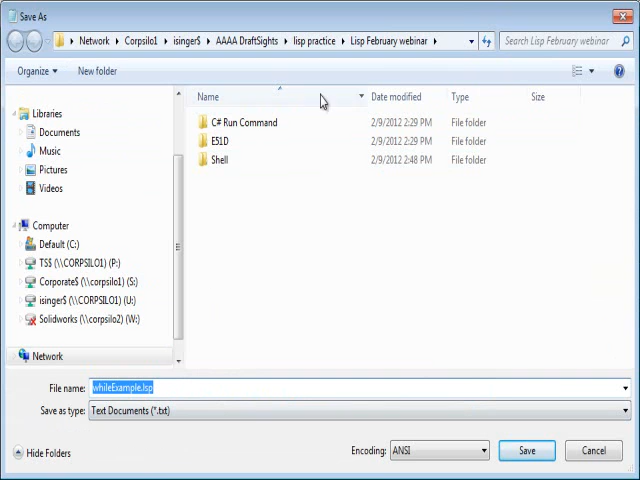 Save As
Network Corpsilo1 isinger$ AAAA DraftSights lisp practice Lisp February webinar Search Lisp February webinar
Organize New folder
Name Date modified Type Size
C# Run Command 2/9/2012 2:29 PM File folder
E51D 2/9/2012 2:29 PM File folder
Shell 2/9/2012 2:48 PM File folder
Libraries
Documents
Music
Pictures
Videos
Computer
Default (C:)
TS$ (\\CORPSILO1) (P:)
Corporate$ (\\corpsilo1) (S:)
isinger$ (\\CORPSILO1) (U:)
Solidworks (\\corpsilo2) (W:)
Network
File name: whileExample.lsp
Save as type: Text Documents (*.txt)
Hide Folders Encoding: ANSI Save Cancel